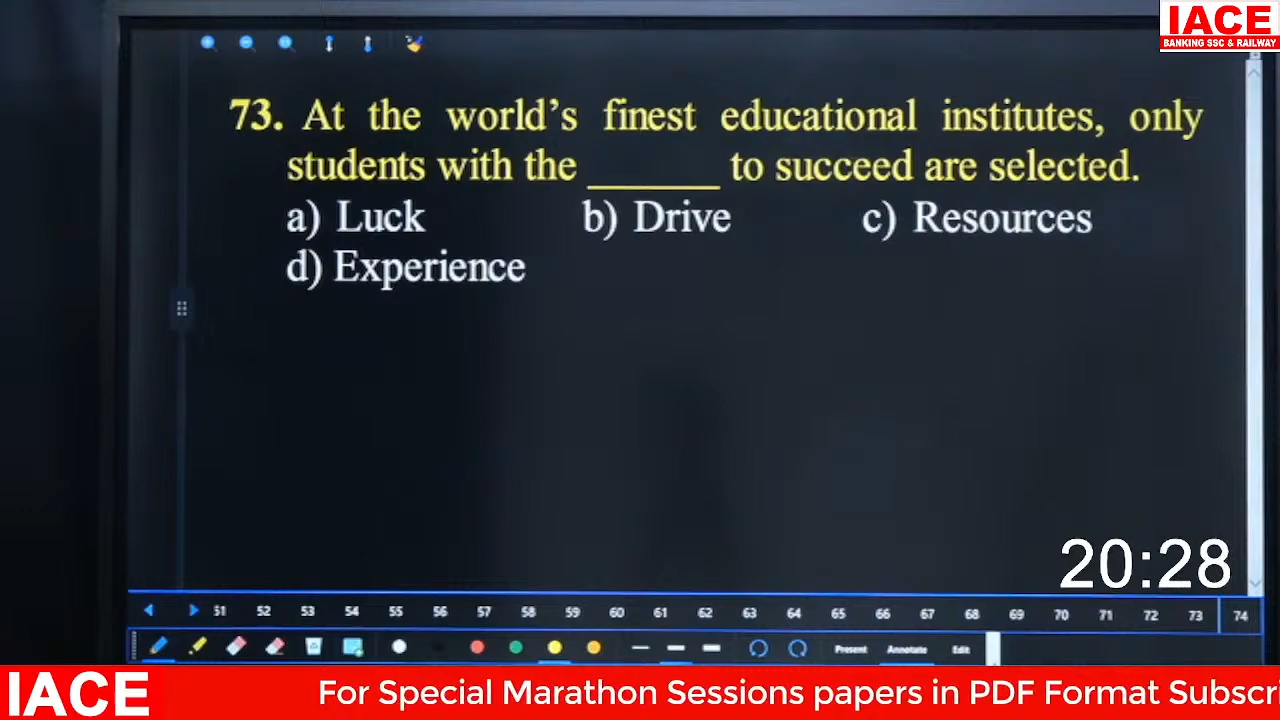 IACE
BANKING SSC & RAILWAY
73. At the world's finest educational institutes, only
students with the ______ to succeed are selected.
a) Luck b) Drive c) Resources
d) Experience
20:28
51 52 53 54 55 56 57 58 59 60 61 62 63 64 65 66 67 68 69 70 71 72 73 74
Present Annotate Edit
IACE For Special Marathon Sessions papers in PDF Format Subscri